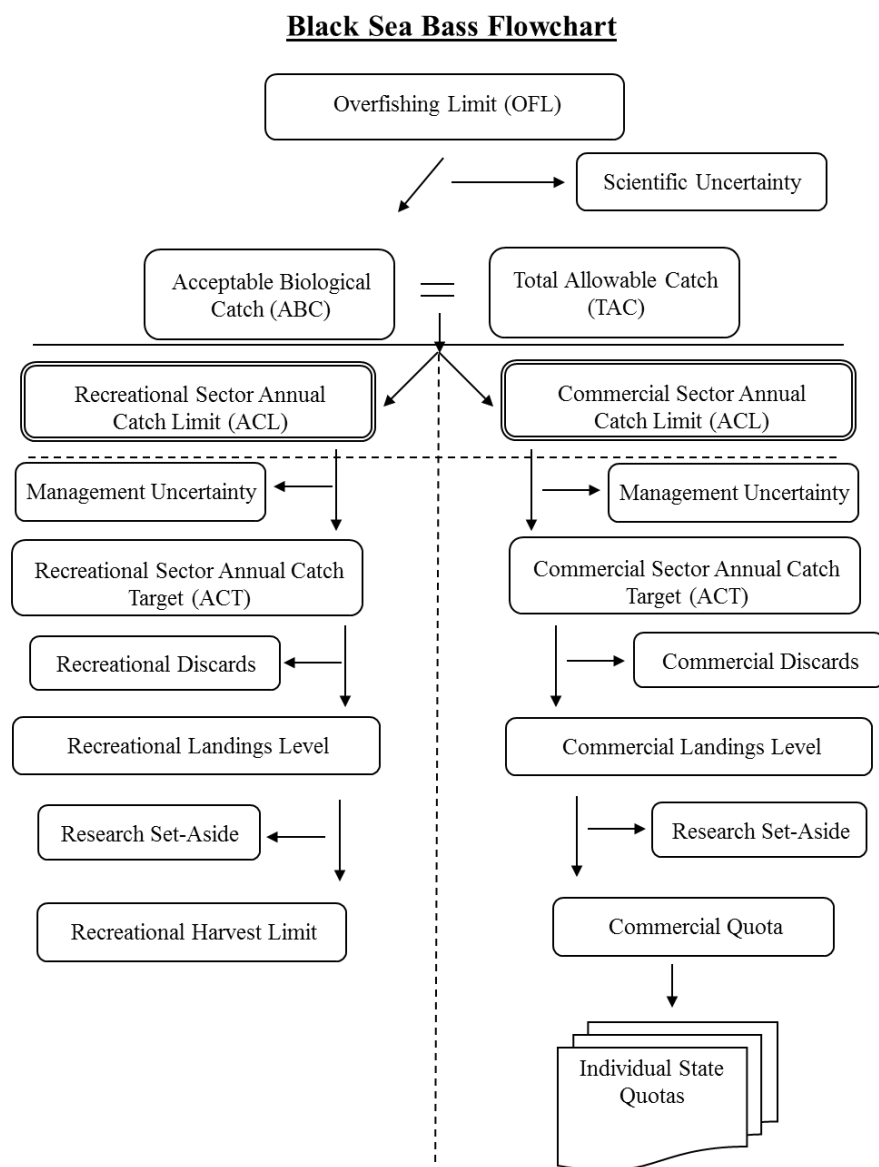 Black Sea Bass Flowchart
Overfishing Limit (OFL)
Scientific Uncertainty
Acceptable Biological
Catch (ABC)
Total Allowable Catch
(TAC)
Recreational Sector Annual
Catch Limit (ACL)
Commercial Sector Annual
Catch Limit (ACL)
Management Uncertainty
Management Uncertainty
Recreational Sector Annual Catch
Target (ACT)
Commercial Sector Annual Catch
Target (ACT)
Recreational Discards
Commercial Discards
Recreational Landings Level
Commercial Landings Level
Research Set-Aside
Research Set-Aside
Recreational Harvest Limit
Commercial Quota
Individual State
Quotas